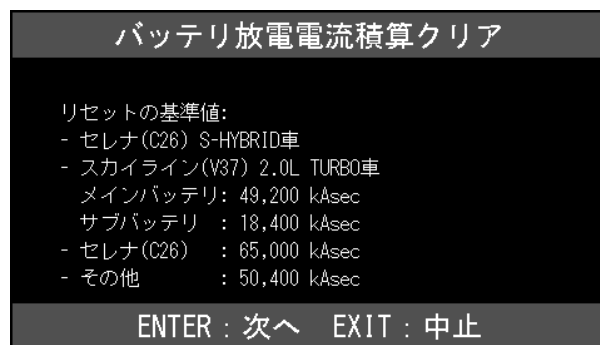 バッテリ放電電流積算クリア
リセットの基準値:
- セレナ(C26) S-HYBRID車
- スカイライン(V37) 2.0L TURBO車
メインバッテリ: 49,200 kAsec
サブバッテリ : 18,400 kAsec
- セレナ(C26) : 65,000 kAsec
- その他 : 50,400 kAsec
ENTER：次へ EXIT：中止